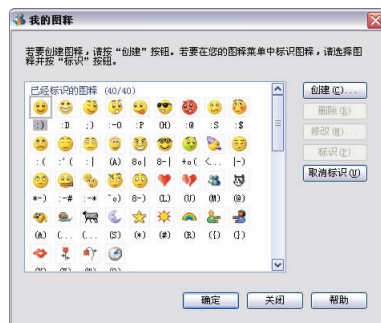 我的图释
若要创建图释，请按“创建”按钮。若要在您的图释菜单中标识图释，请选择图
释并按“标识”按钮。
已经标识的图释 (40/40)
:) :D ;) :-O :P (H) :@ :S :$
:( :'( :| (A) 8o| 8-| +o( <... |-)
*-) :-# :-* ^o) 8-) (L) (U) (M) (@)
(&) (... (... (S) (*) (#) (R) ({) (})
创建(C)...
删除(R)
修改(M)...
标识(P)
取消标识(U)
确定 关闭 帮助